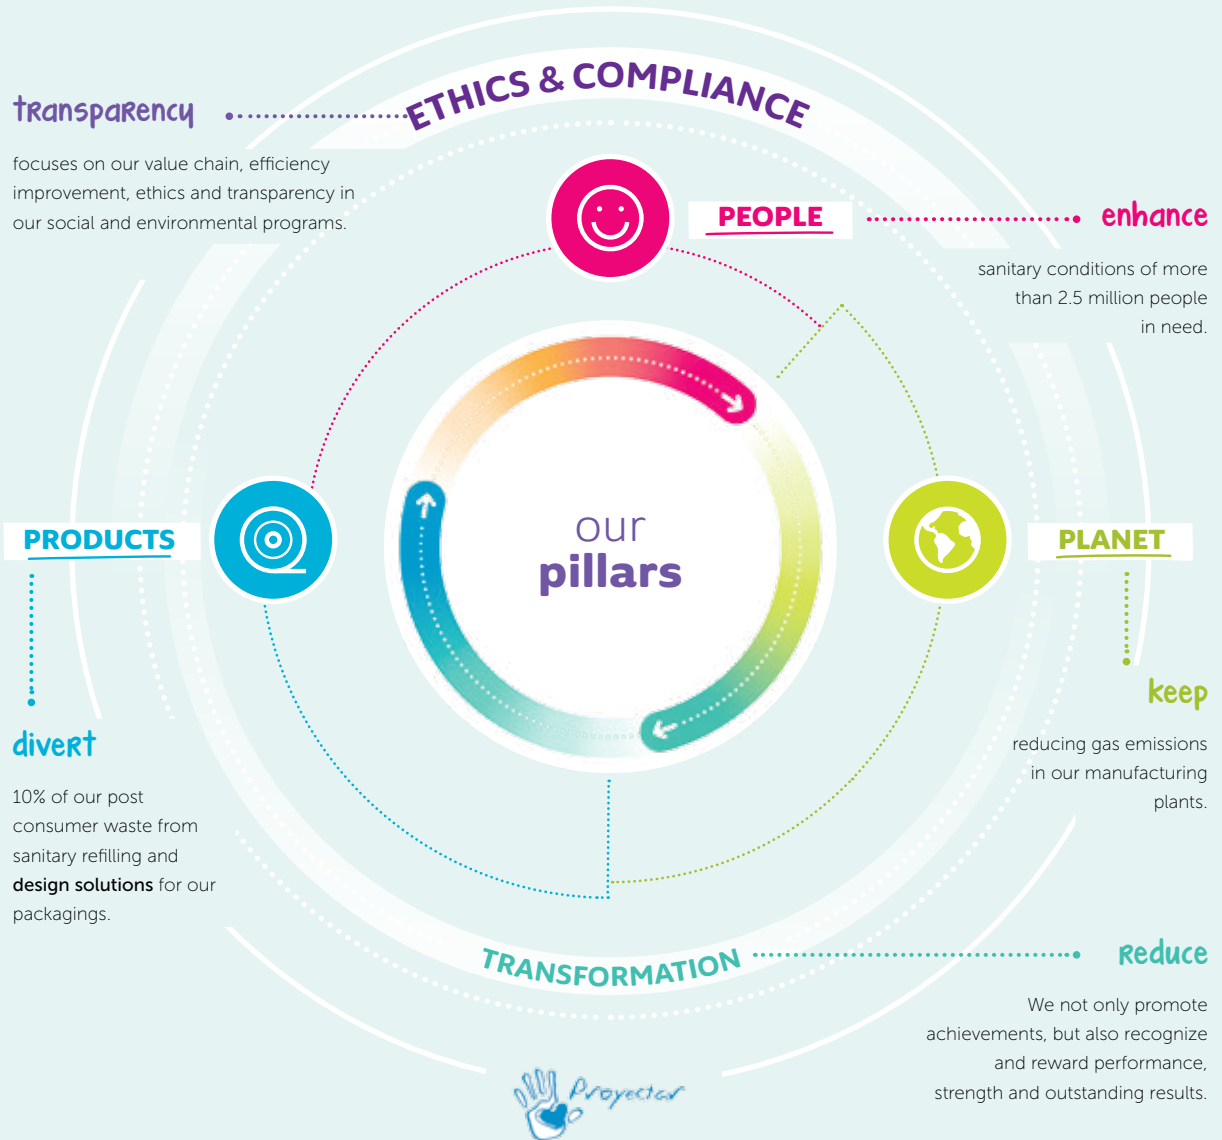 ETHICS & COMPLIANCE
transparency
focuses on our value chain, efficiency
improvement, ethics and transparency in
our social and environmental programs.
PEOPLE
enhance
sanitary conditions of more
than 2.5 million people
in need.
our
pillars
PRODUCTS
PLANET
divert
10% of our post
consumer waste from
sanitary refilling and
design solutions for our
packagings.
keep
reducing gas emissions
in our manufacturing
plants.
TRANSFORMATION
Reduce
We not only promote
achievements, but also recognize
and reward performance,
strength and outstanding results.
Proyectar